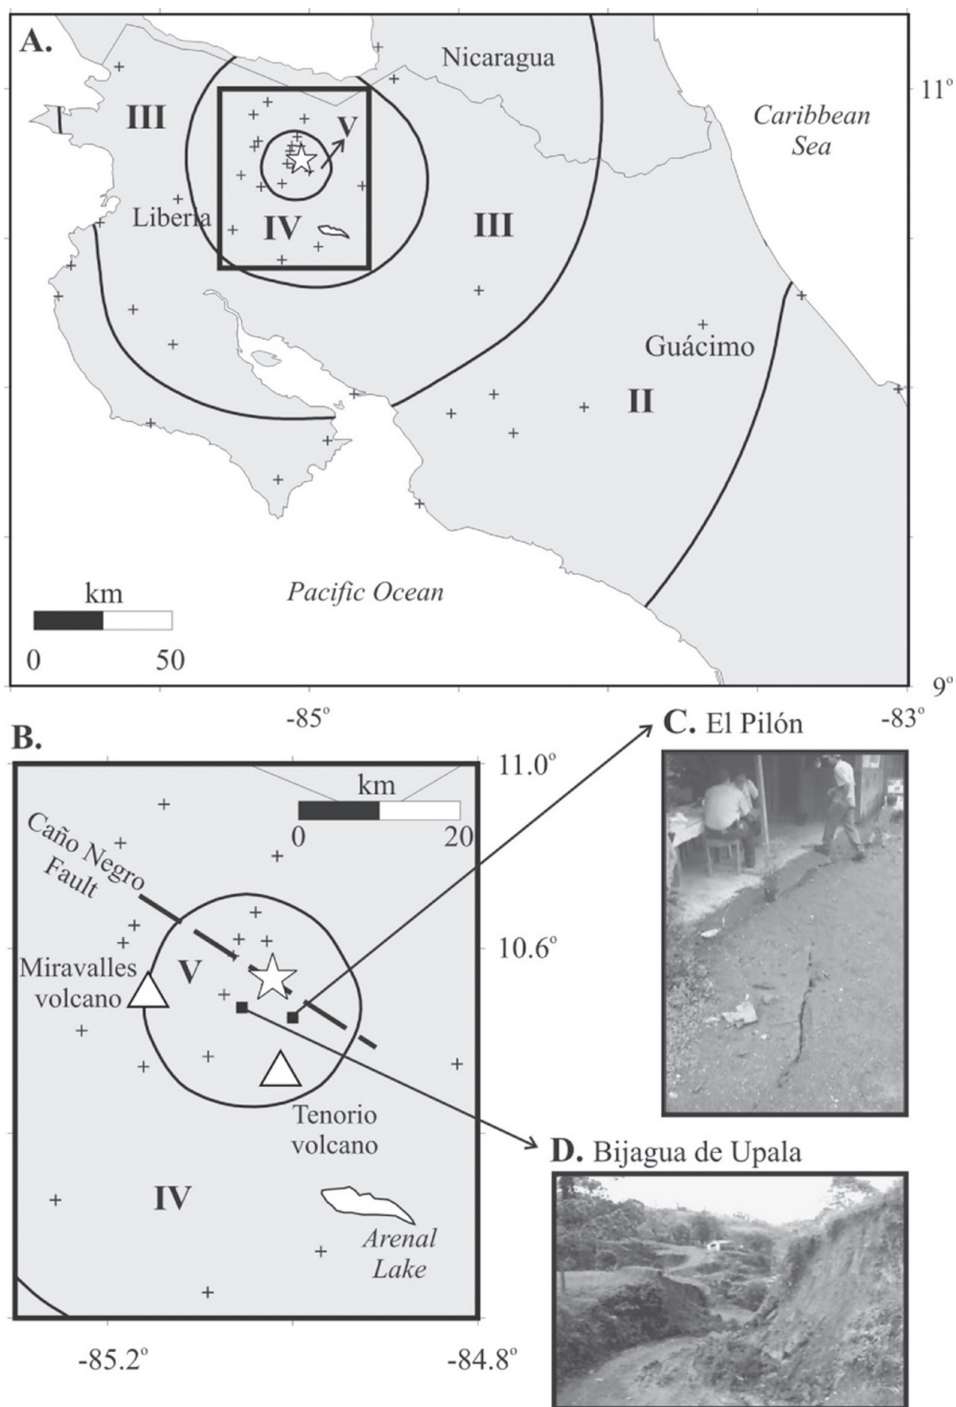 A.
Nicaragua
11°
Caribbean
Sea
III
V
Liberia
IV
III
Guácimo
II
km
0 50
Pacific Ocean
9°
-85°
-83°
B.
C. El Pilón
11.0°
km
0 20
Caño Negro
Fault
10.6°
Miravalles
volcano
V
Tenorio
volcano
D. Bijagua de Upala
IV
Arenal
Lake
-85.2°
-84.8°